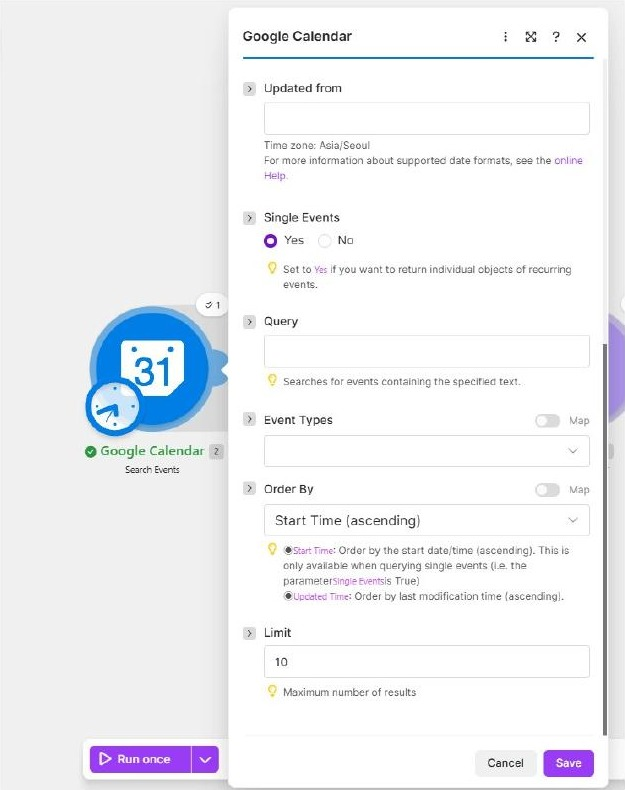 Google Calendar
?
Updated from
Time zone: Asia/Seoul
For more information about supported date formats, see the online
Help.
Single Events
Yes No
Set to Yes if you want to return individual objects of recurring
events.
1
Query
31
Searches for events containing the specified text.
Event Types Map
Google Calendar 2
Search Events
Order By Map
Start Time (ascending)
Start Time: Order by the start date/time (ascending). This is
only available when querying single events (i.e. the
parameterSingle Eventsis True)
Updated Time: Order by last modification time (ascending).
Limit
10
Maximum number of results
Run once
Cancel Save